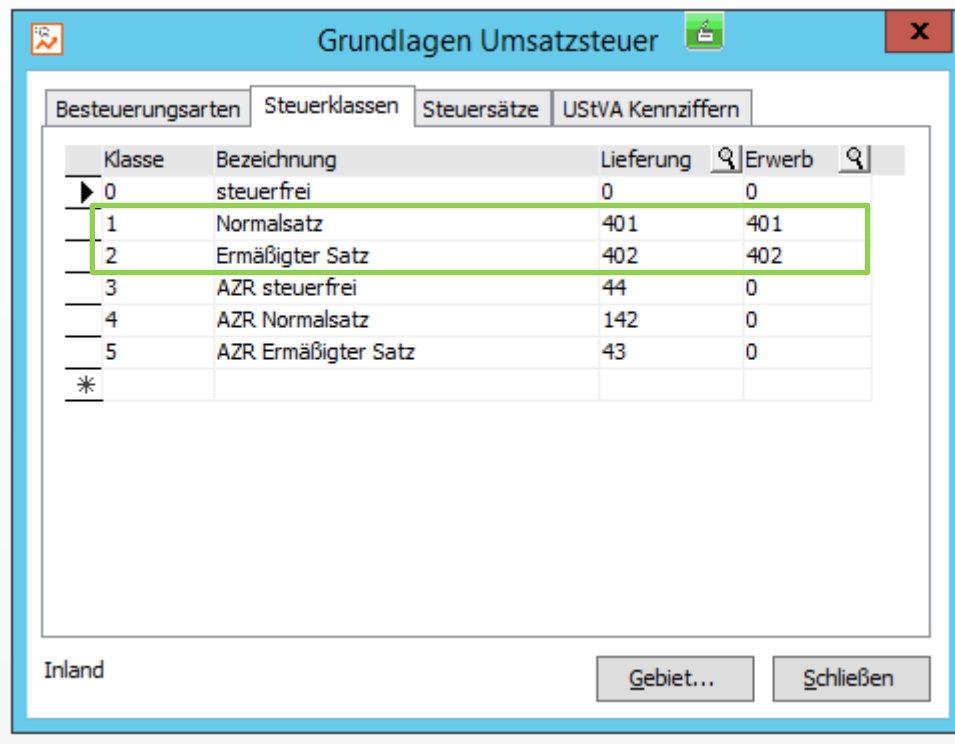 Grundlagen Umsatzsteuer
x
Besteuerungsarten Steuerklassen Steuersätze UStVA Kennziffern
Klasse Bezeichnung Lieferung Erwerb
0 steuerfrei 0 0
1 Normalsatz 401 401
2 Ermäßigter Satz 402 402
3 AZR steuerfrei 44 0
4 AZR Normalsatz 142 0
5 AZR Ermäßigter Satz 43 0
Inland Gebiet... Schließen